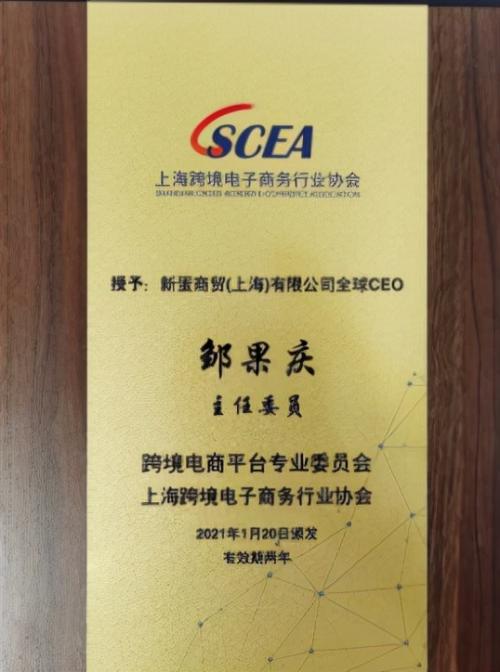 SCEA
上海跨境电子商务行业协会
授予：新蛋商贸(上海)有限公司全球CEO
邹果庆
主任委员
跨境电商平台专业委员会
上海跨境电子商务行业协会
2021年1月20日颁发
有效期两年